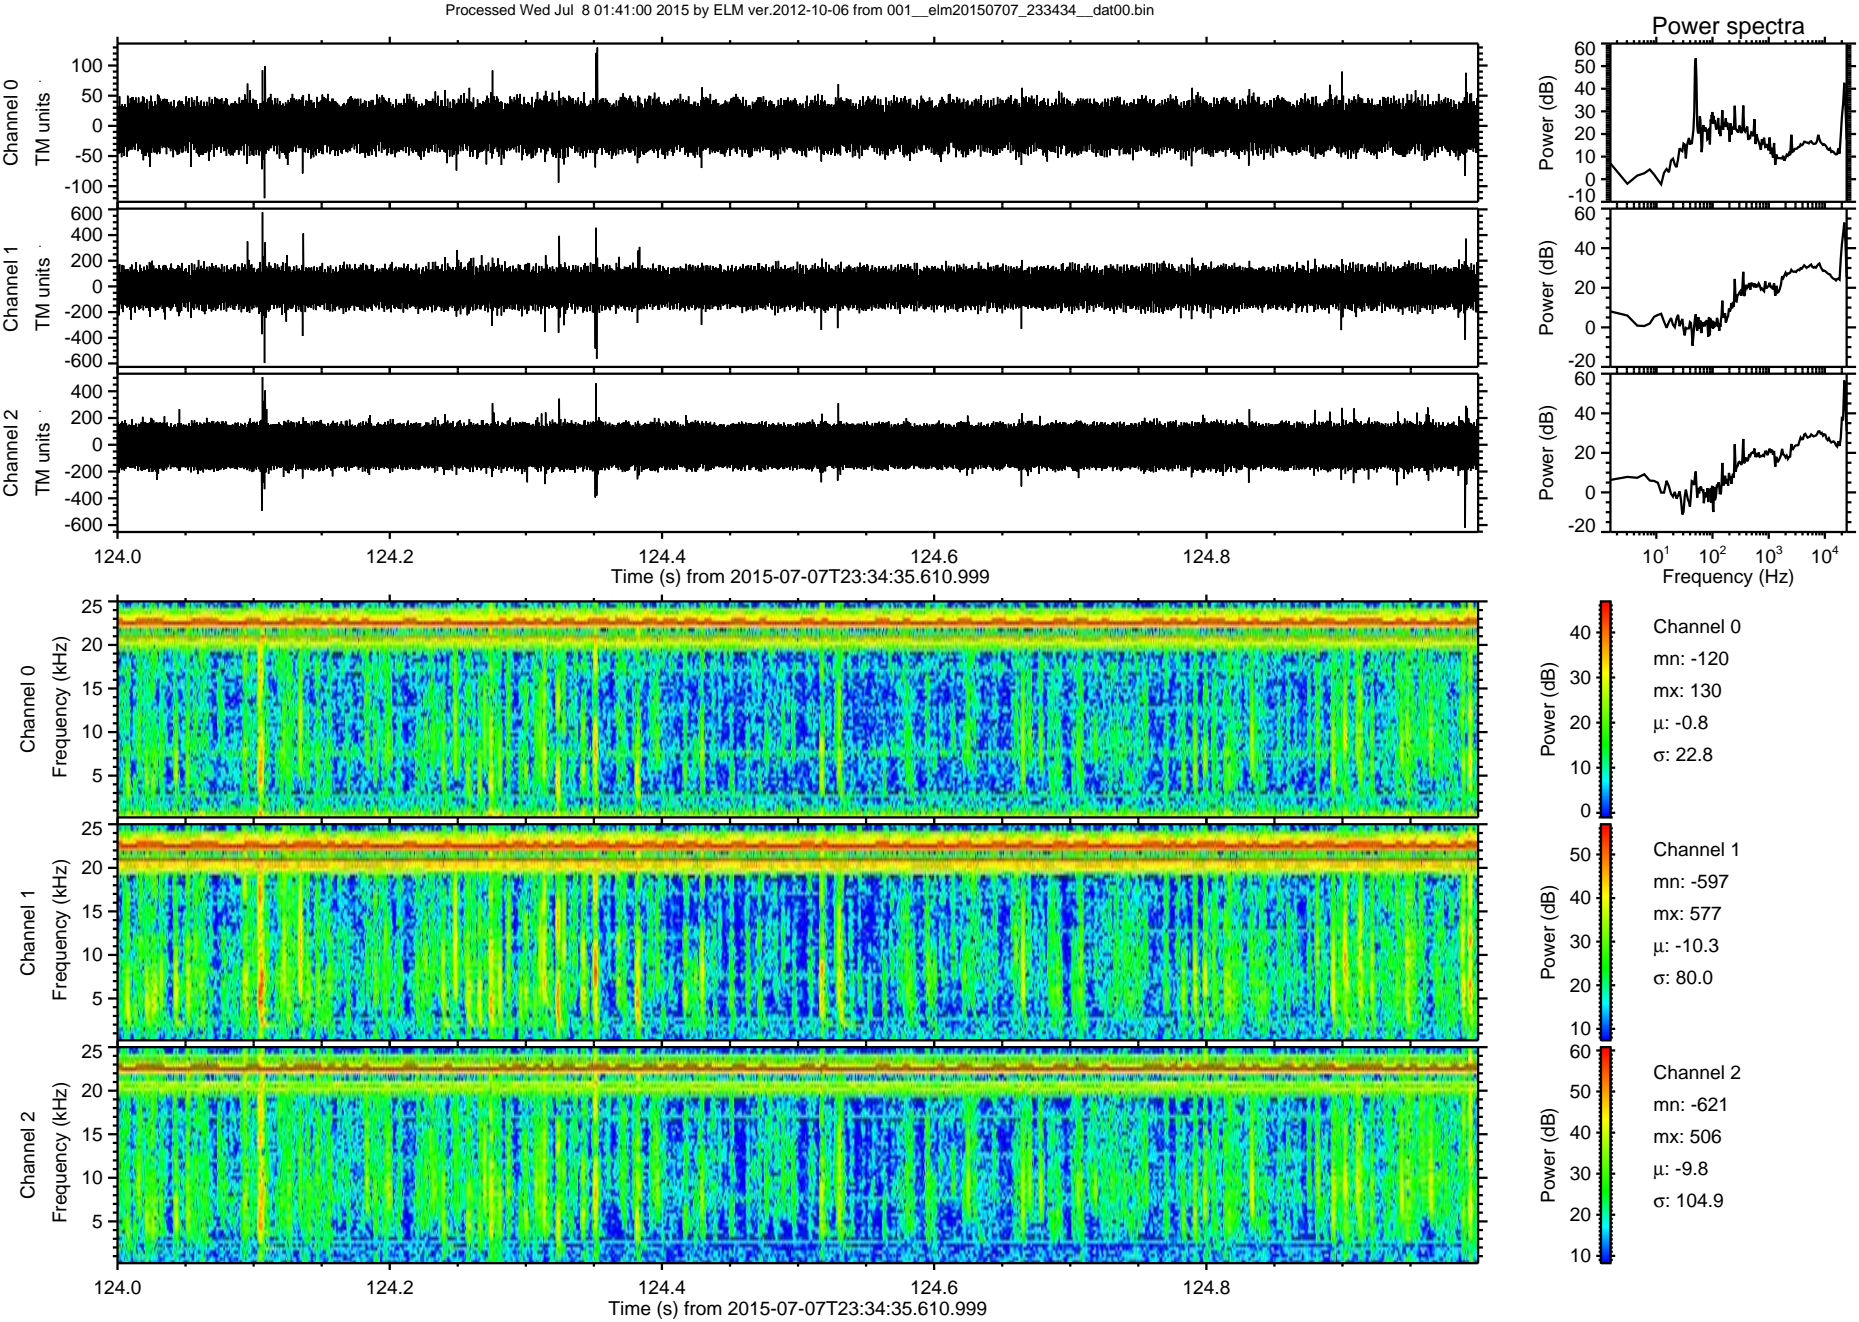 Processed Wed Jul  8 01:41:00 2015 by ELM ver.2012-10-06 from 001__elm20150707_233434__dat00.bin
Power spectra
Channel 0
TM units
100
50
0
-50
-100
Power (dB)
60
50
40
30
20
10
0
-10
Channel 1
TM units
600
400
200
0
-200
-400
-600
Power (dB)
60
40
20
0
-20
Channel 2
TM units
400
200
0
-200
-400
-600
Power (dB)
60
40
20
0
-20
124.0 124.2 124.4 124.6 124.8
Time (s) from 2015-07-07T23:34:35.610.999
10^1 10^2 10^3 10^4
Frequency (Hz)
Channel 0
Frequency (kHz)
25
20
15
10
5
Power (dB)
40
30
20
10
0
Channel 0
mn: -120
mx: 130
μ: -0.8
σ: 22.8
Channel 1
Frequency (kHz)
25
20
15
10
5
Power (dB)
50
40
30
20
10
Channel 1
mn: -597
mx: 577
μ: -10.3
σ: 80.0
Channel 2
Frequency (kHz)
25
20
15
10
5
Power (dB)
60
50
40
30
20
10
Channel 2
mn: -621
mx: 506
μ: -9.8
σ: 104.9
124.0 124.2 124.4 124.6 124.8
Time (s) from 2015-07-07T23:34:35.610.999